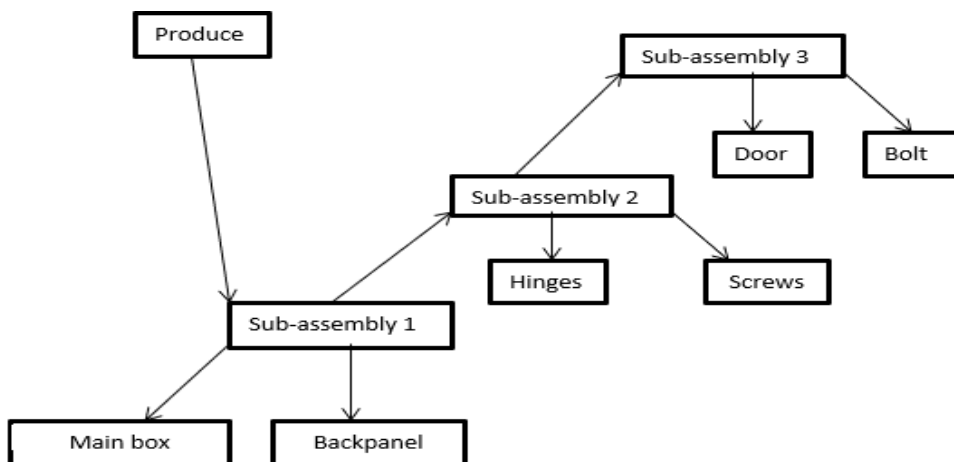 Produce
Sub-assembly 3
Door
Bolt
Sub-assembly 2
Hinges
Screws
Sub-assembly 1
Main box
Backpanel